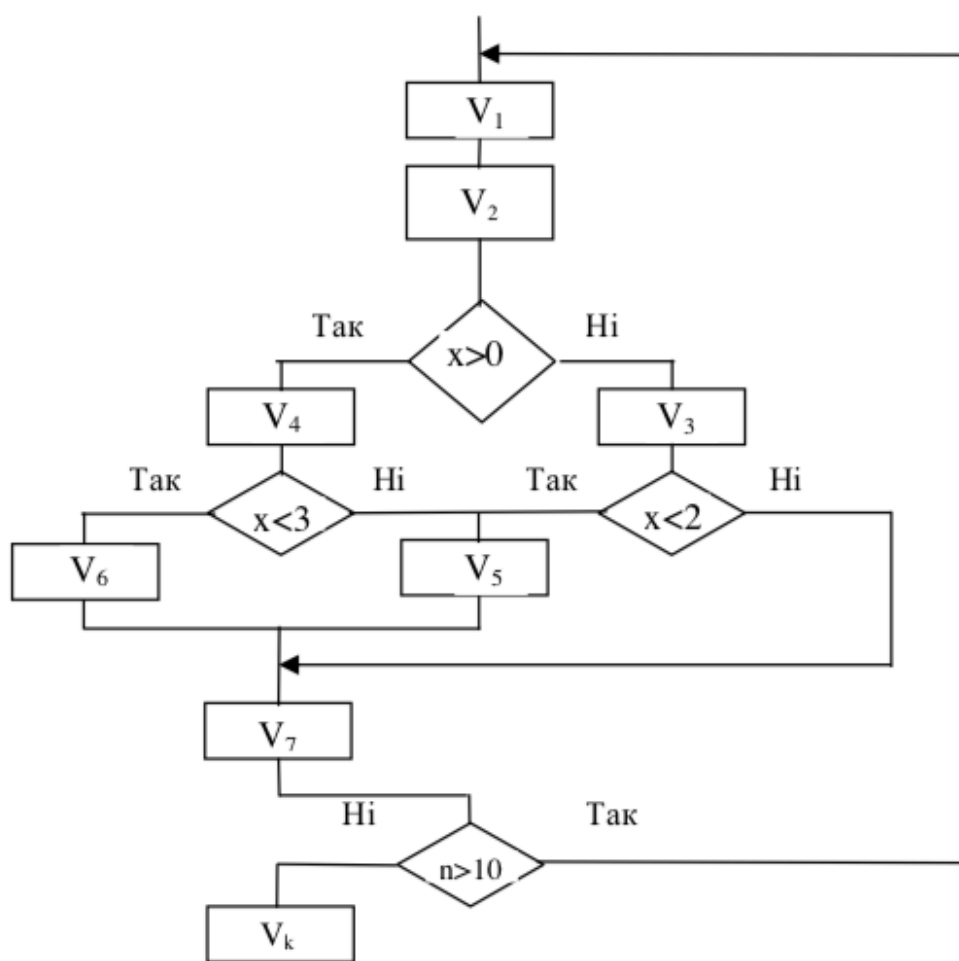 V₁
V₂
Так
Ні
x>0
V₄
V₃
Так
Ні
Так
Ні
x<3
x<2
V₆
V₅
V₇
Ні
Так
n>10
Vₖ